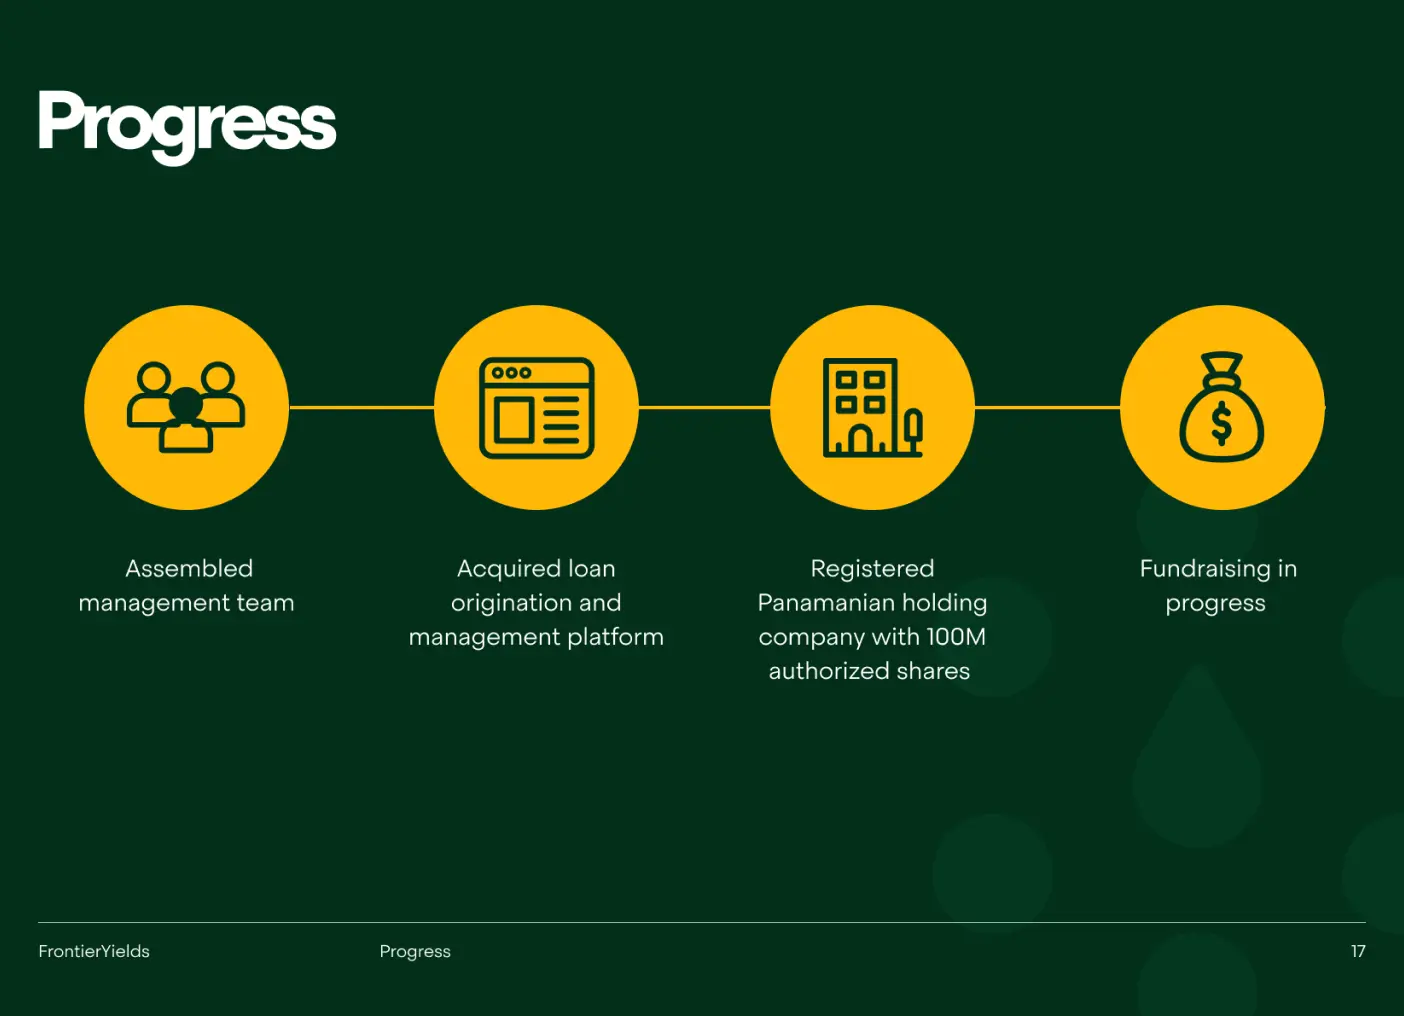 Progress
Assembled
management team
Acquired loan
origination and
management platform
Registered
Panamanian holding
company with 100M
authorized shares
Fundraising in
progress
$
FrontierYields
Progress
17